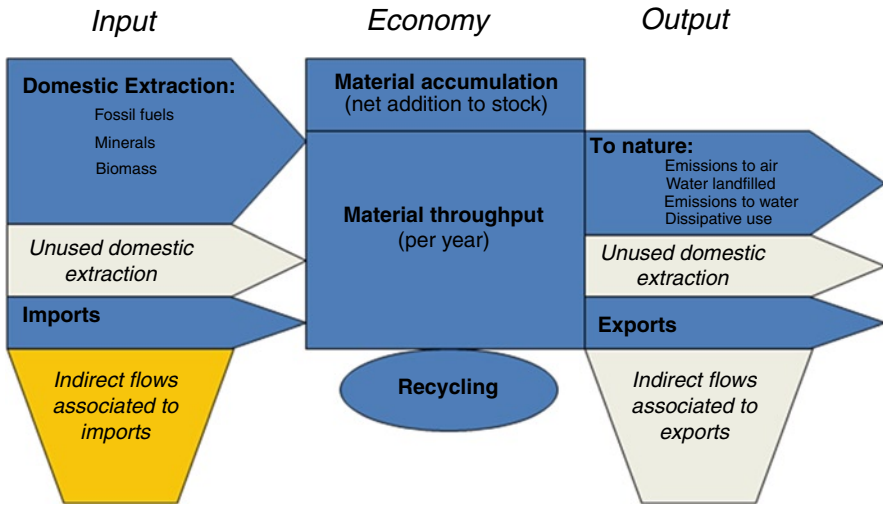 Input
Economy
Output
Domestic Extraction:
Fossil fuels
Minerals
Biomass
Unused domestic
extraction
Imports
Indirect flows
associated to
imports
Material accumulation
(net addition to stock)
Material throughput
(per year)
Recycling
To nature:
Emissions to air
Water landfilled
Emissions to water
Dissipative use
Unused domestic
extraction
Exports
Indirect flows
associated to
exports